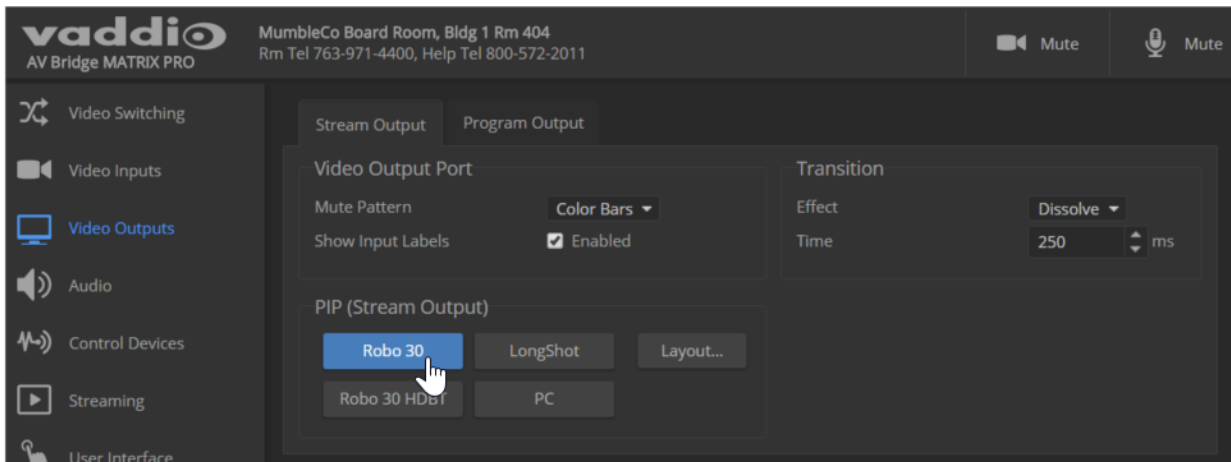 vaddio
AV Bridge MATRIX PRO
MumbleCo Board Room, Bldg 1 Rm 404
Rm Tel 763-971-4400, Help Tel 800-572-2011
Mute
Mute
Video Switching
Video Inputs
Video Outputs
Audio
Control Devices
Streaming
User Interface
Stream Output
Program Output
Video Output Port
Mute Pattern
Color Bars
Show Input Labels
Enabled
Transition
Effect
Dissolve
Time
250
ms
PIP (Stream Output)
Robo 30
LongShot
Layout...
Robo 30 HDBT
PC